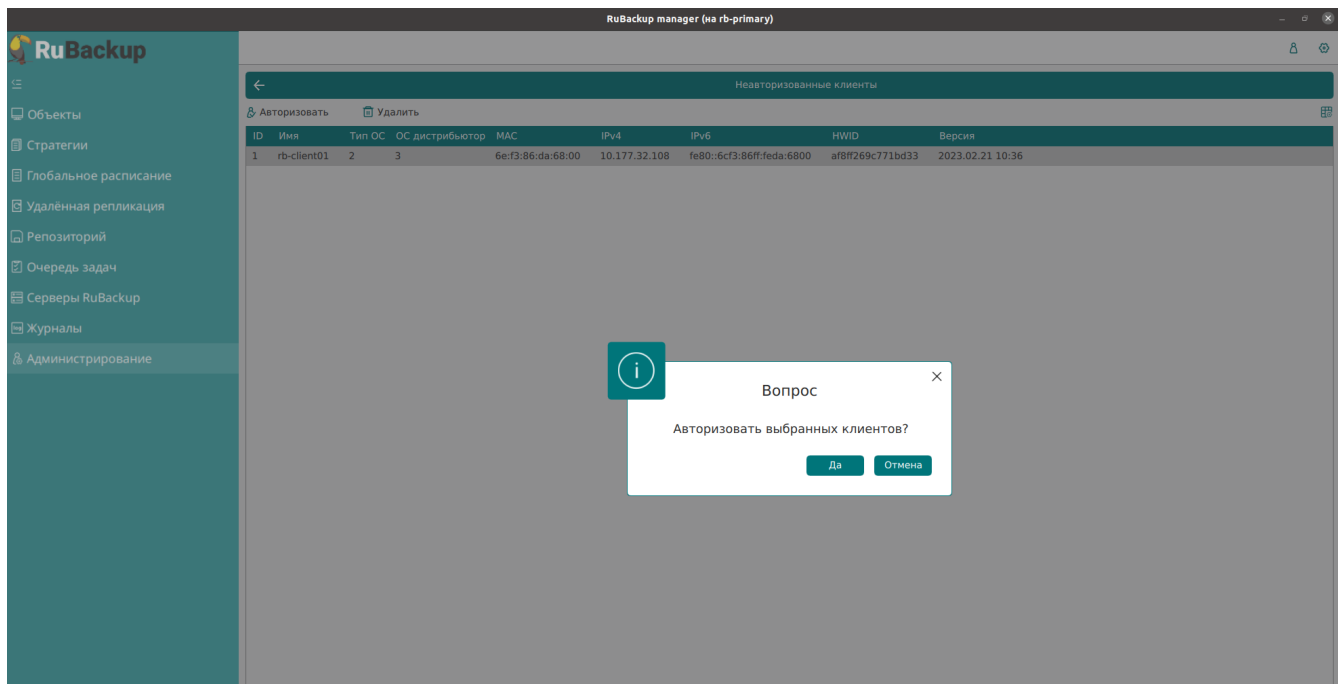 RuBackup manager (на rb-primary)
RuBackup
Неавторизованные клиенты
Авторизовать Удалить
ID Имя Тип ОС ОС дистрибьютор MAC IPv4 IPv6 HWID Версия
1 rb-client01 2 3 6e:f3:86:da:68:00 10.177.32.108 fe80::6cf3:86ff:feda:6800 af8ff269c771bd33 2023.02.21 10:36
Объекты
Стратегии
Глобальное расписание
Удалённая репликация
Репозиторий
Очередь задач
Серверы RuBackup
Журналы
Администрирование
Вопрос
Авторизовать выбранных клиентов?
Да Отмена